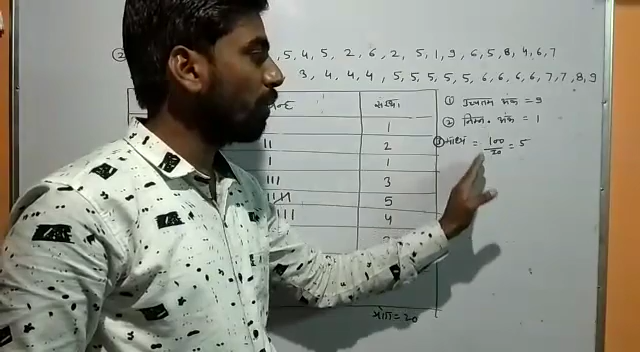 ② , 5, 4, 5, 2, 6, 2, 5, 1, 9, 6, 5, 8, 4, 6, 7
3, 4, 4, 4, 5, 5, 5, 5, 5, 6, 6, 6, 6, 7, 7, 8, 9
संख्या
1
2
1
3
5
4
योग = 20
① उच्चतम अंक = 9
② निम्न. अंक = 1
③ माध्य = 100/20 = 5